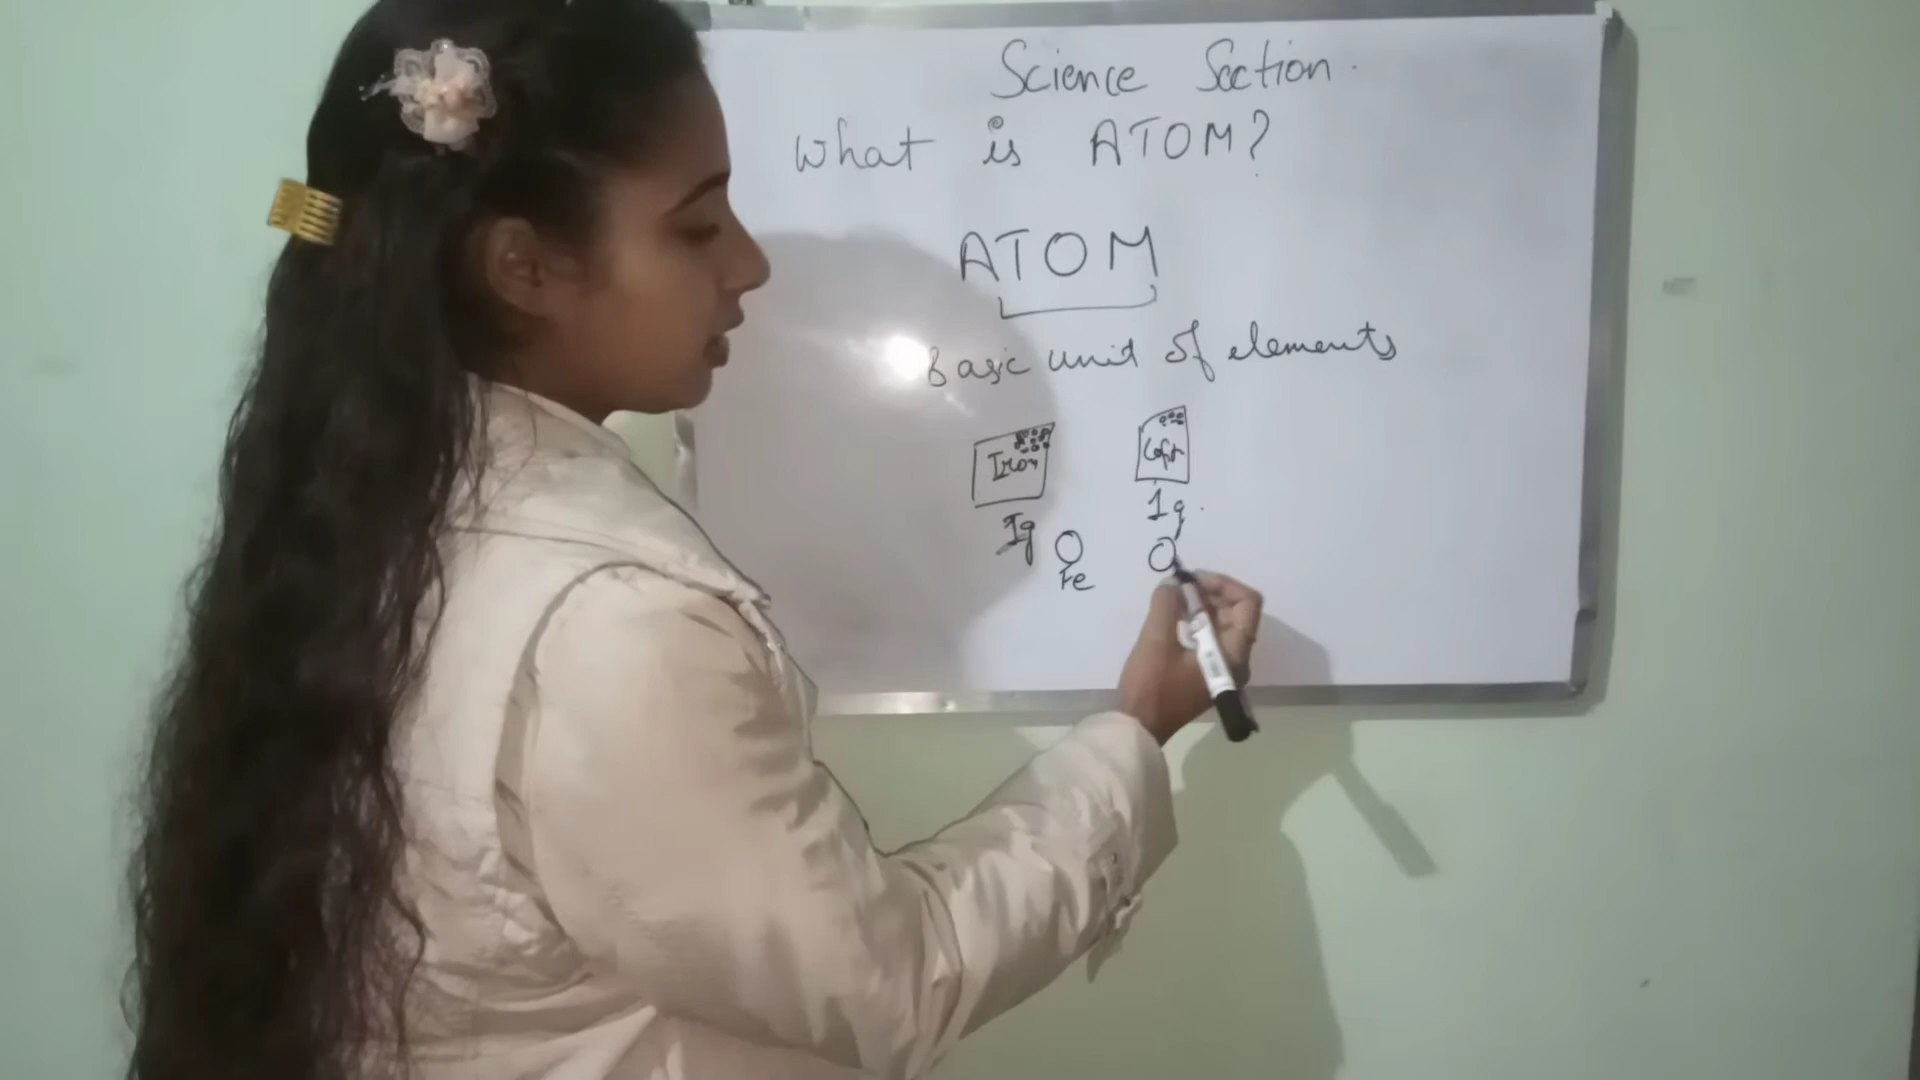 Science Section.
What is ATOM?
ATOM
Basic unit of elements
Iron
1g 1g.
Fe